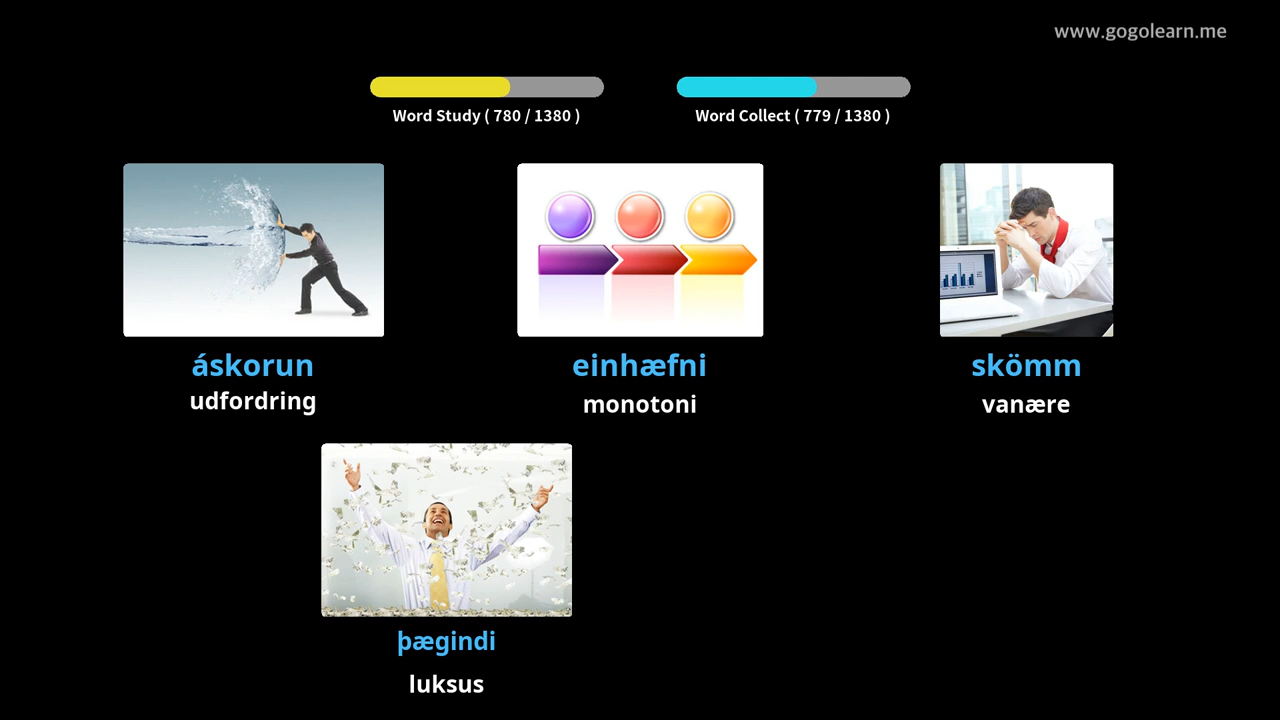 www.gogolearn.me
Word Study ( 780 / 1380 )
Word Collect ( 779 / 1380 )
áskorun
udfordring
einhæfni
monotoni
skömm
vanære
þægindi
luksus